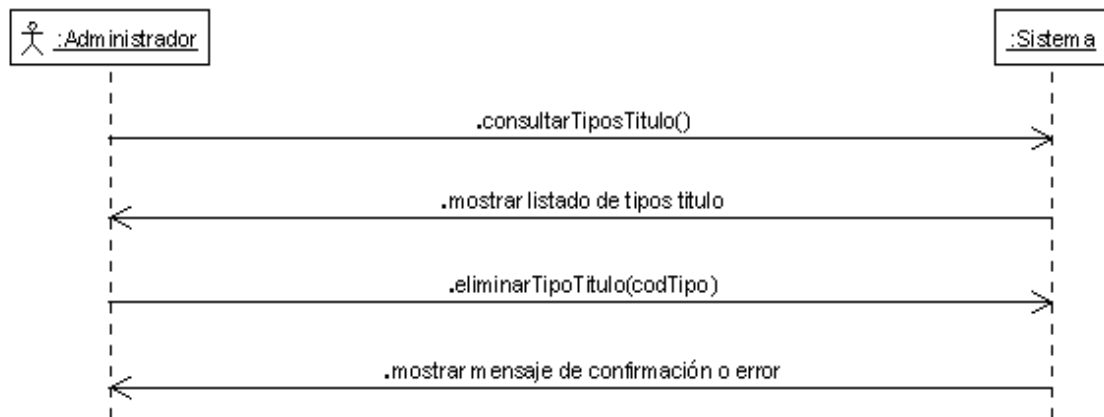 :Administrador
:Sistema
.consultarTiposTitulo()
.mostrar listado de tipos titulo
.eliminarTipoTitulo(codTipo)
.mostrar mensaje de confirmación o error